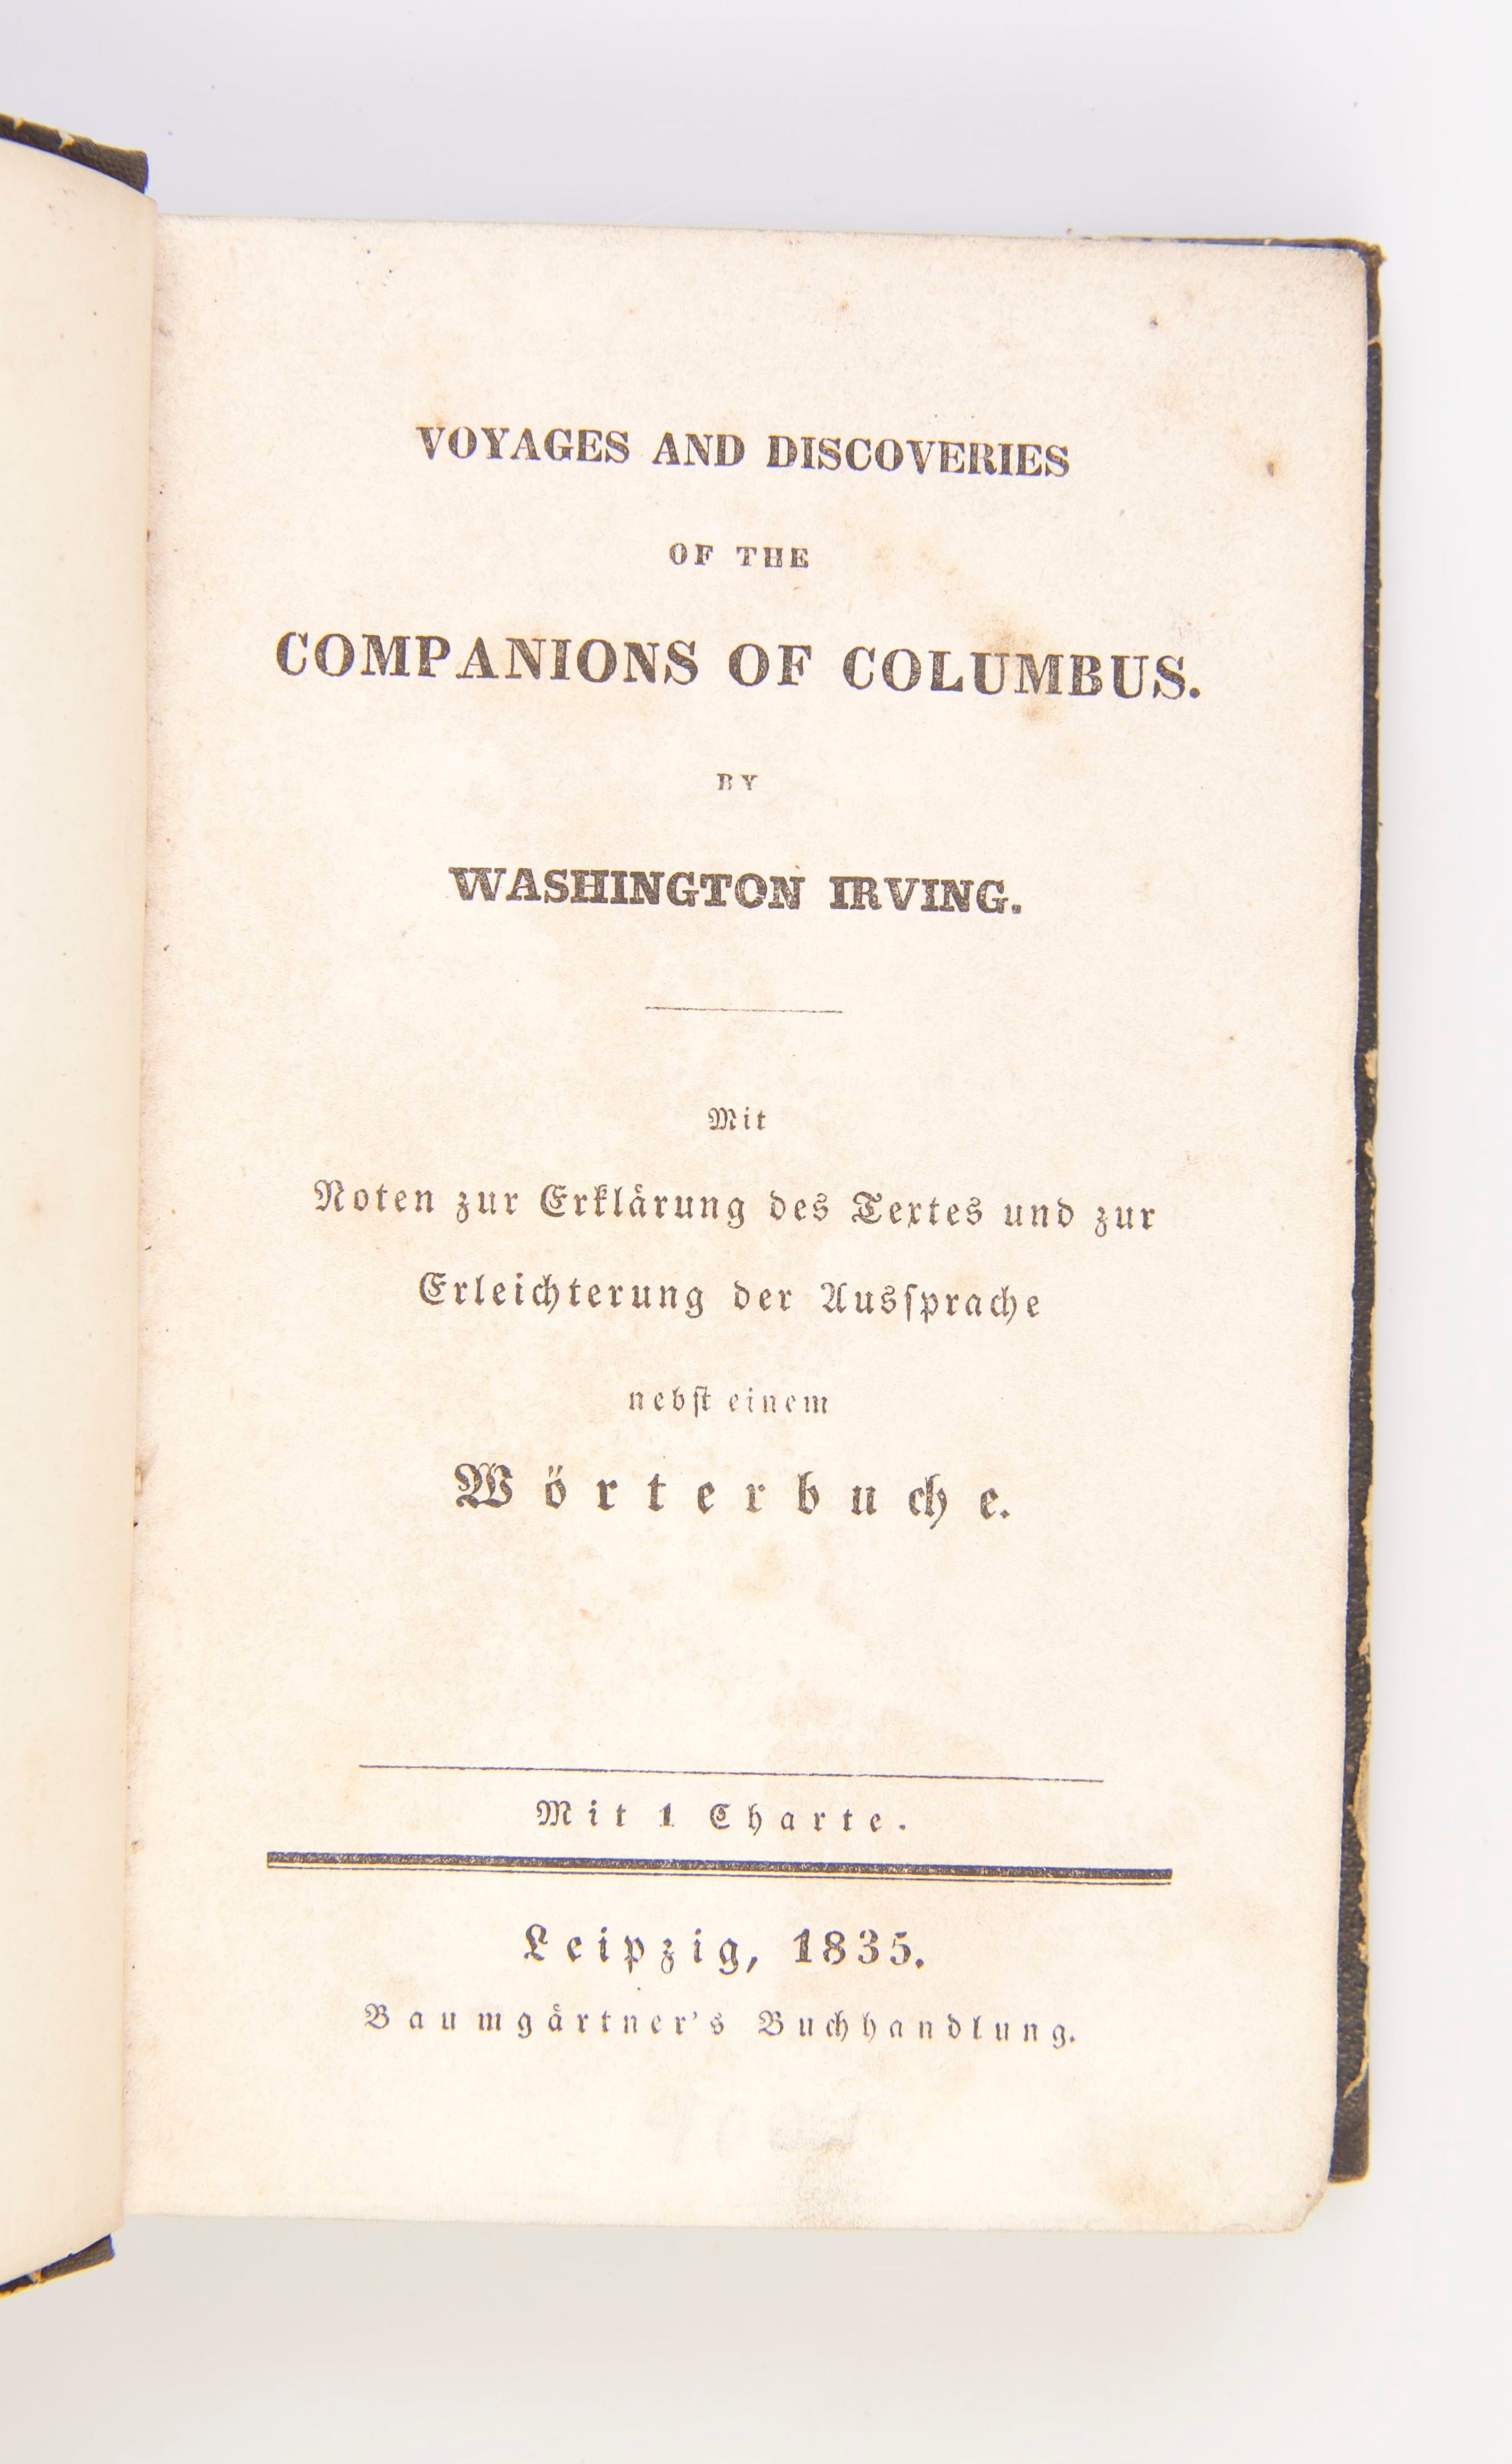 VOYAGES AND DISCOVERIES
OF THE
COMPANIONS OF COLUMBUS.
BY
WASHINGTON IRVING.
Mit
Noten zur Erklärung des Textes und zur
Erleichterung der Ausſprache
nebſt einem
Wörterbuche.
Mit 1 Charte.
Leipzig, 1835.
Baumgärtner's Buchhandlung.